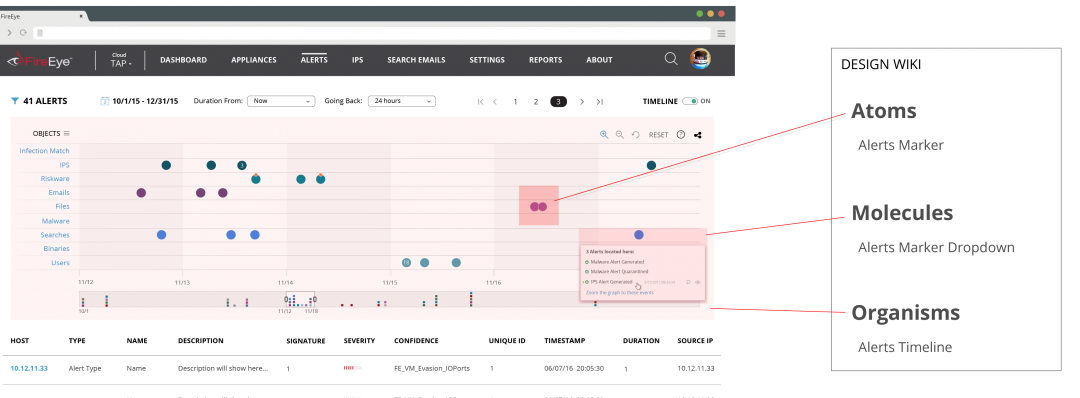 FireEye x
FireEye™ Cloud TAP DASHBOARD APPLIANCES ALERTS IPS SEARCH EMAILS SETTINGS REPORTS ABOUT
41 ALERTS 10/1/15 - 12/31/15 Duration From: Now Going Back: 24 hours 1 2 3 TIMELINE ON
OBJECTS RESET ?
Infection Match
IPS 3
Riskware
Emails
Files
Malware
Searches
Binaries
Users 10
3 Alerts located here:
Malware Alert Generated
Malware Alert Quarantined
IPS Alert Generated
Zoom the graph to these events
11/12 11/13 11/14 11/15 11/16
10/1 11/12 11/18
HOST TYPE NAME DESCRIPTION SIGNATURE SEVERITY CONFIDENCE UNIQUE ID TIMESTAMP DURATION SOURCE IP
10.12.11.33 Alert Type Name Description will show here... 1 FE_VM_Evasion_IOPorts 1 06/07/16 20:05:30 1 10.12.11.33
DESIGN WIKI
Atoms
Alerts Marker
Molecules
Alerts Marker Dropdown
Organisms
Alerts Timeline